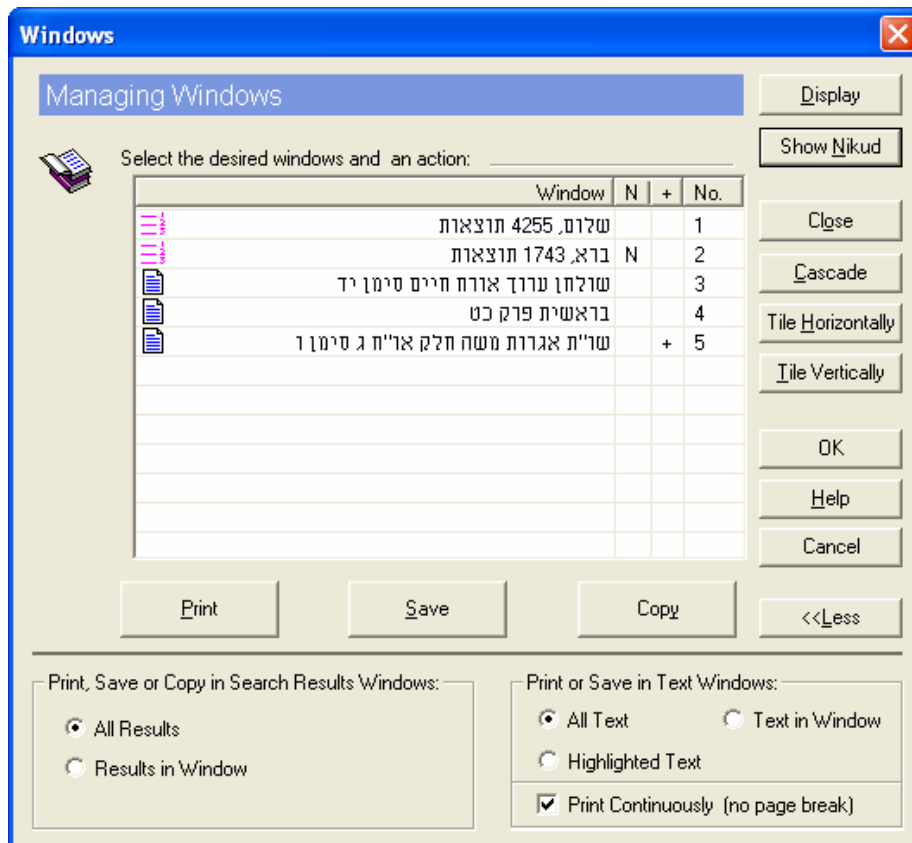 Windows
Managing Windows
Display
Show Nikud
Select the desired windows and an action:
Window N + No.
שלום, 4255 תוצאות 1
ברא, 1743 תוצאות N 2
שולחן ערוך אורח חיים סימן יד 3
בראשית פרק כט 4
שו"ת אגרות משה חלק או"ח ג סימן ו + 5
Close
Cascade
Tile Horizontally
Tile Vertically
OK
Help
Cancel
Print Save Copy
<<Less
Print, Save or Copy in Search Results Windows:
All Results
Results in Window
Print or Save in Text Windows:
All Text Text in Window
Highlighted Text
Print Continuously (no page break)